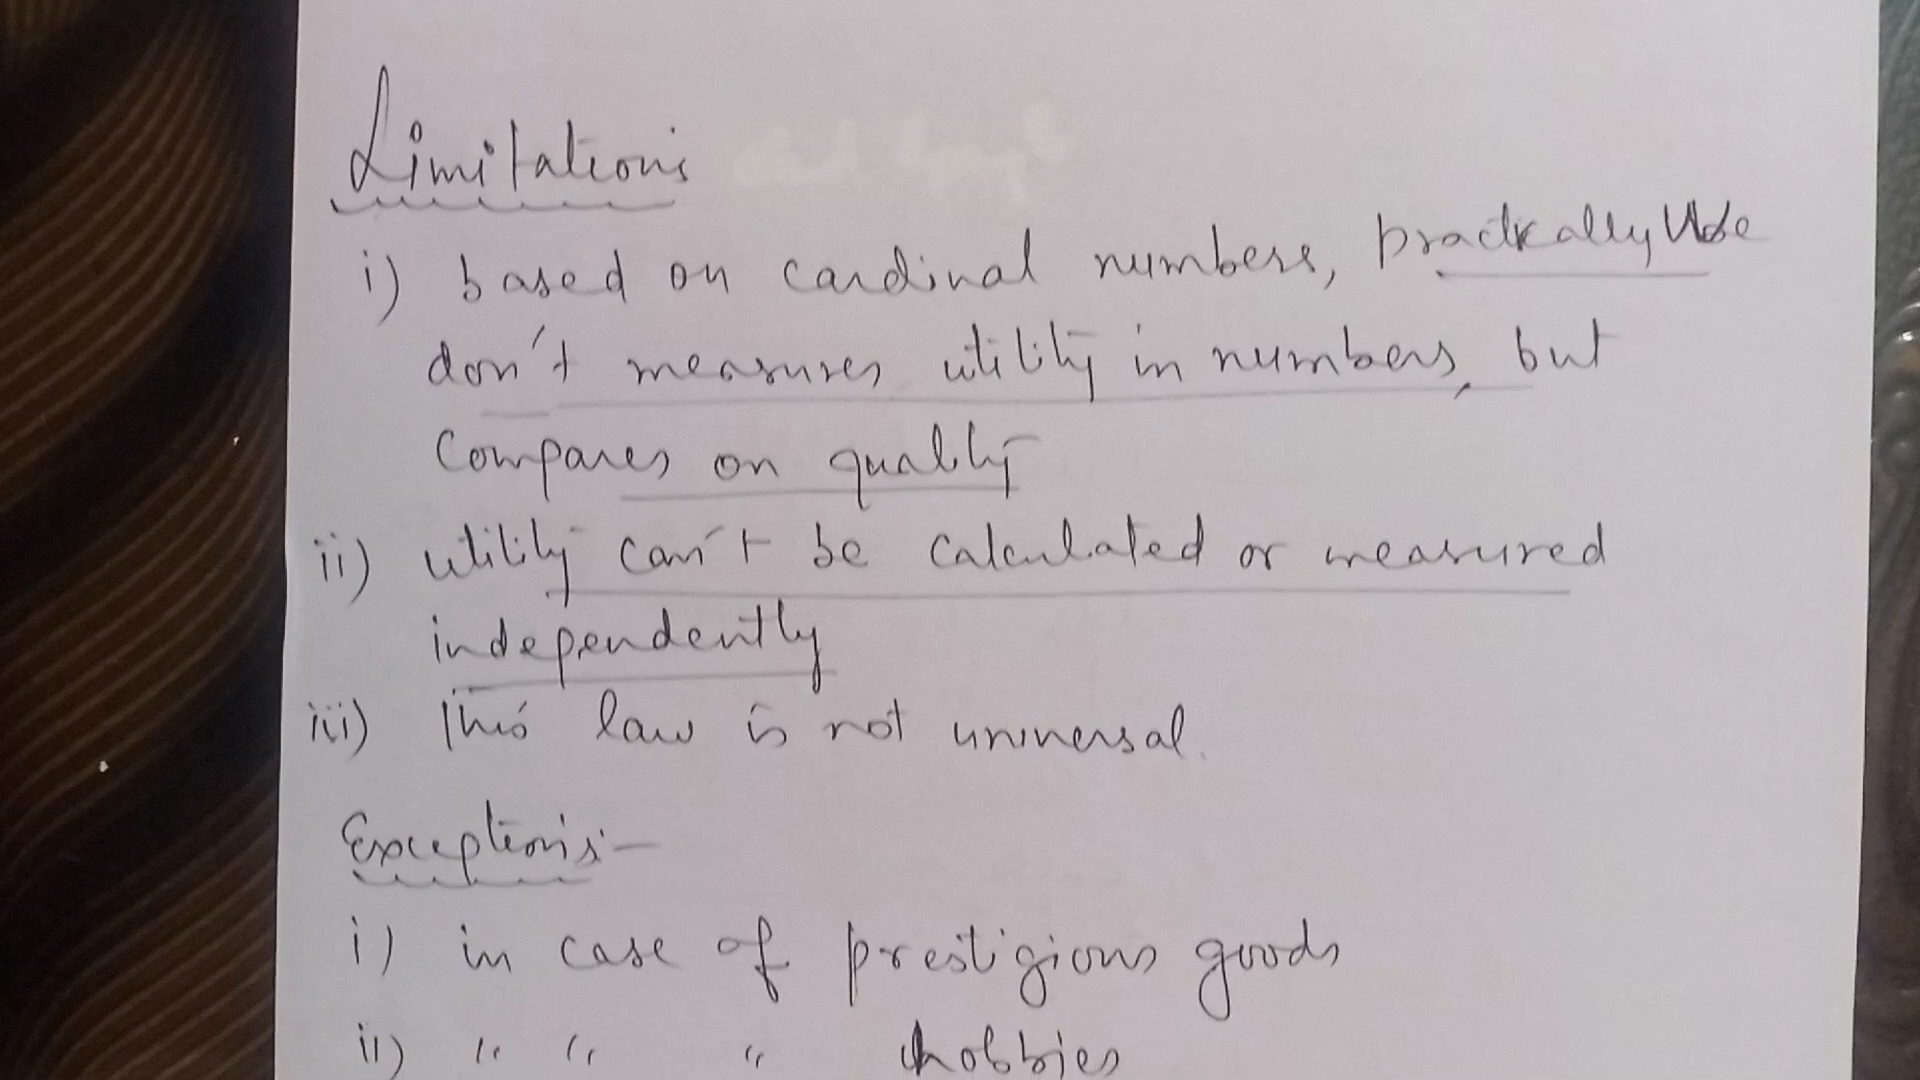 Limitations
i) based on cardinal numbers, practically We
don't measures utility in numbers, but
Compares on quality
ii) utility can't be calculated or measured
independently
iii) This law is not universal.
Exceptions:-
i) in case of prestigious goods
ii) " " " hobbies